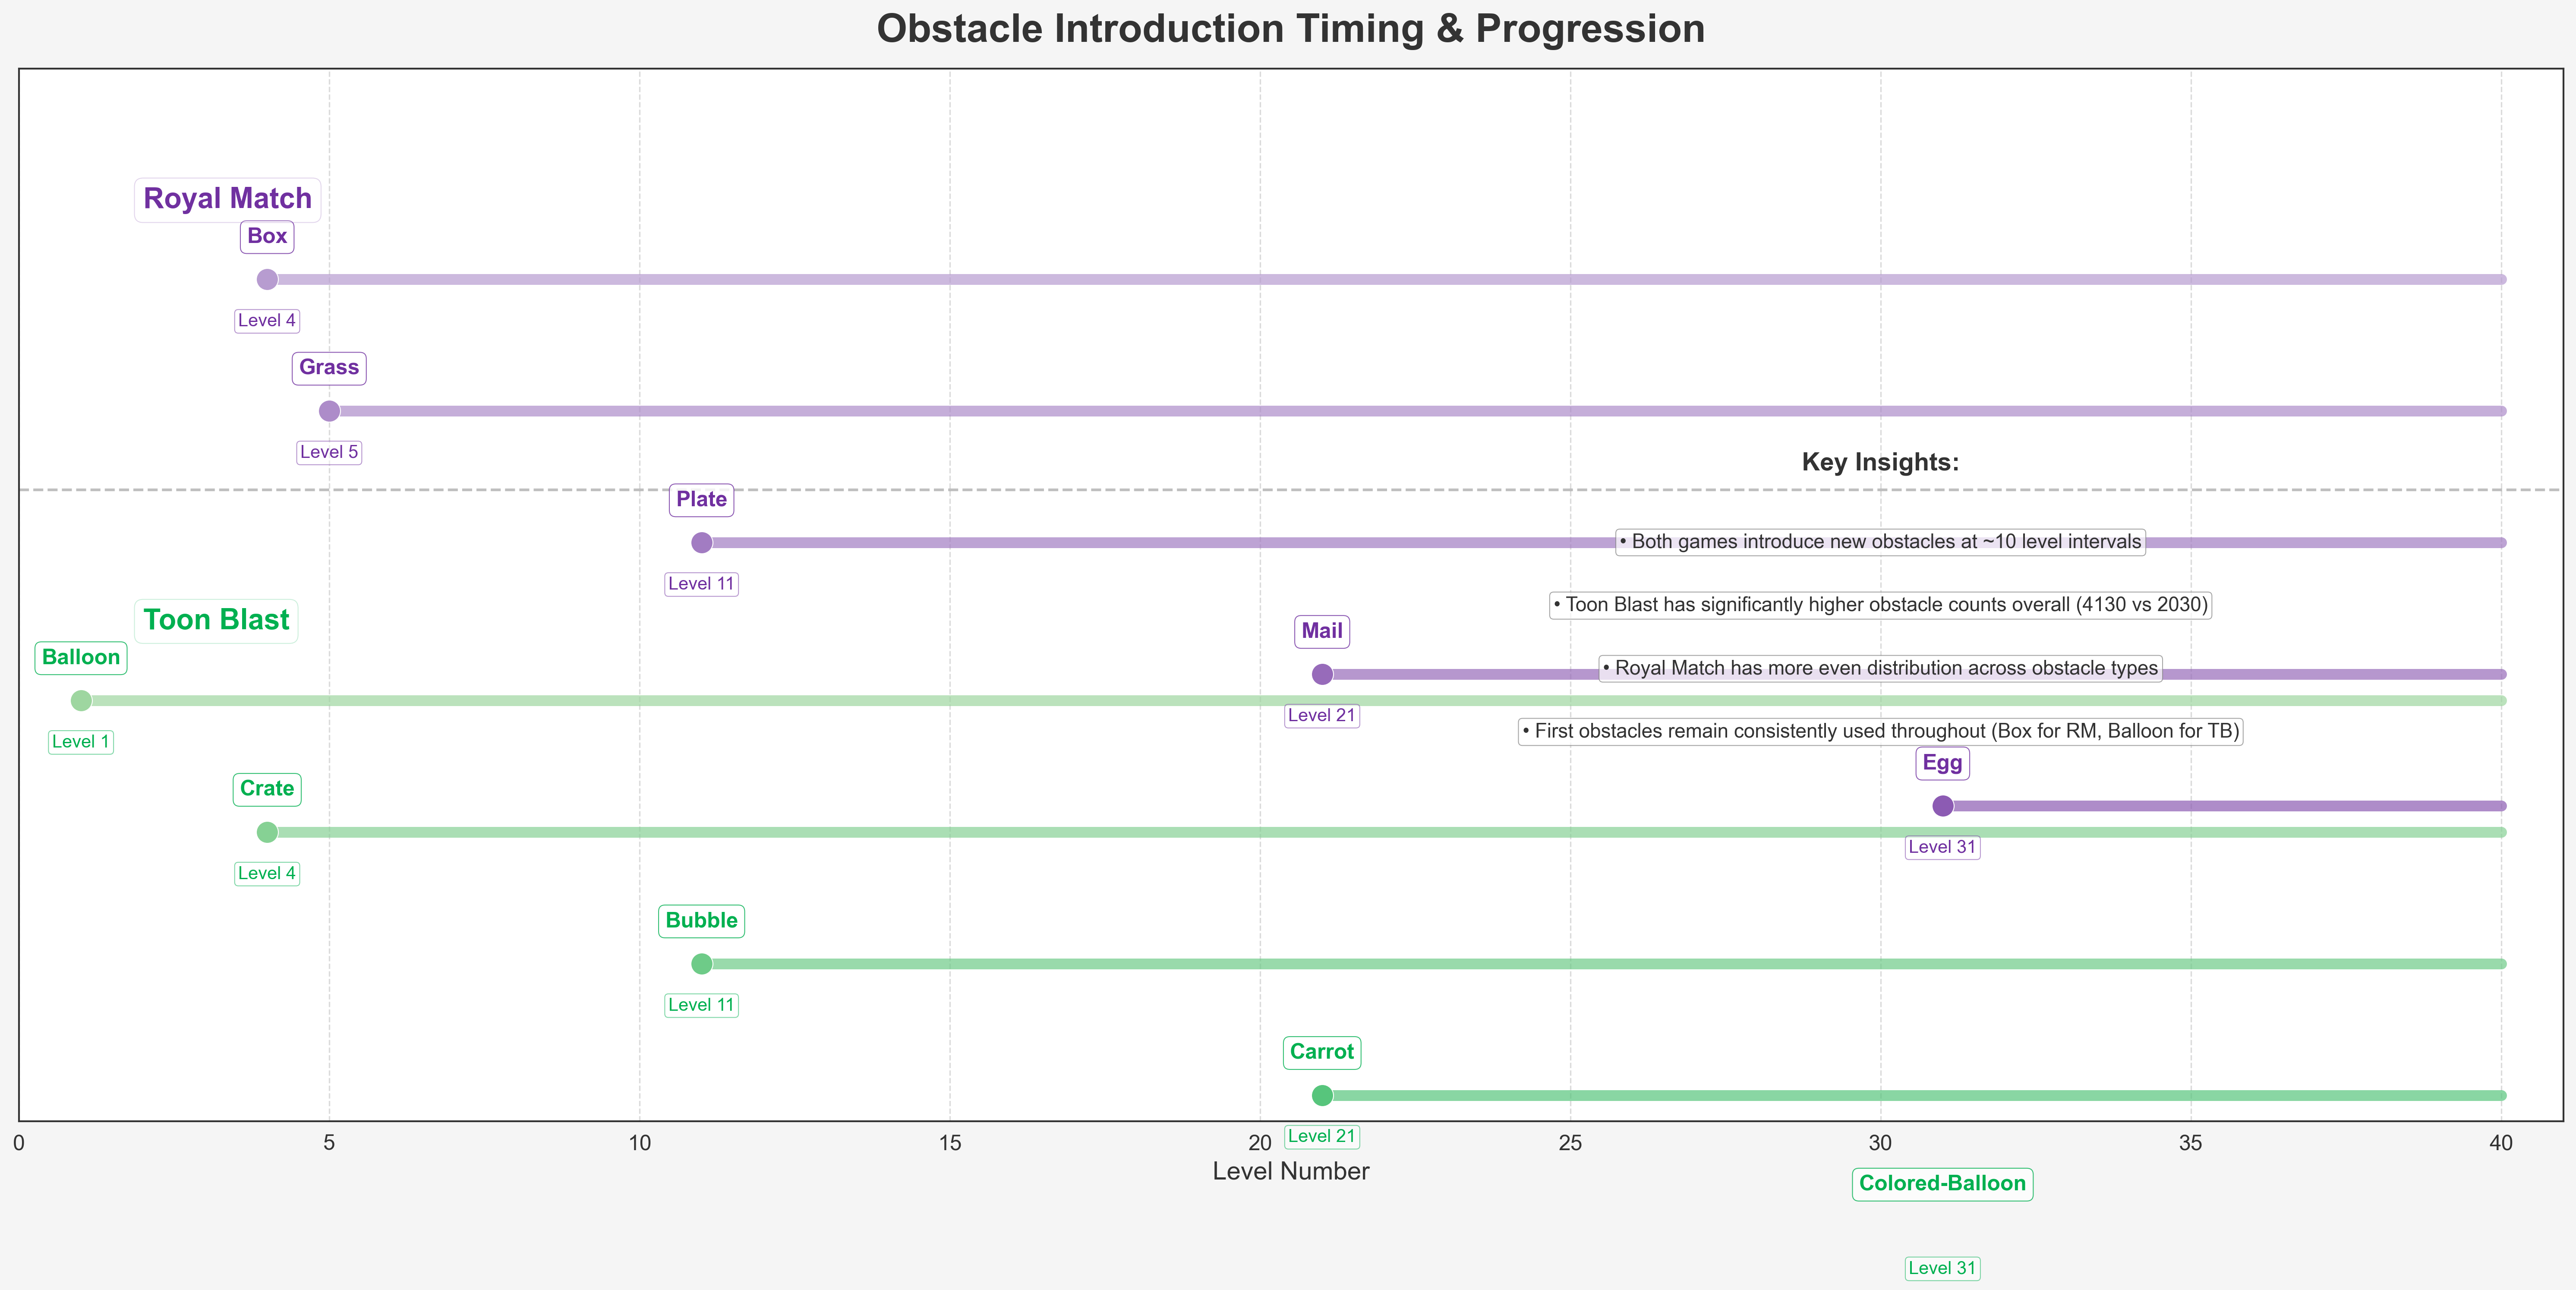 Obstacle Introduction Timing & Progression
Royal Match
Box
Level 4
Grass
Level 5
Key Insights:
Plate
Level 11
• Both games introduce new obstacles at ~10 level intervals
• Toon Blast has significantly higher obstacle counts overall (4130 vs 2030)
Toon Blast
Mail
Level 21
• Royal Match has more even distribution across obstacle types
Balloon
Level 1
• First obstacles remain consistently used throughout (Box for RM, Balloon for TB)
Egg
Level 31
Crate
Level 4
Bubble
Level 11
Carrot
Level 21
0 5 10 15 20 25 30 35 40
Level Number
Colored-Balloon
Level 31